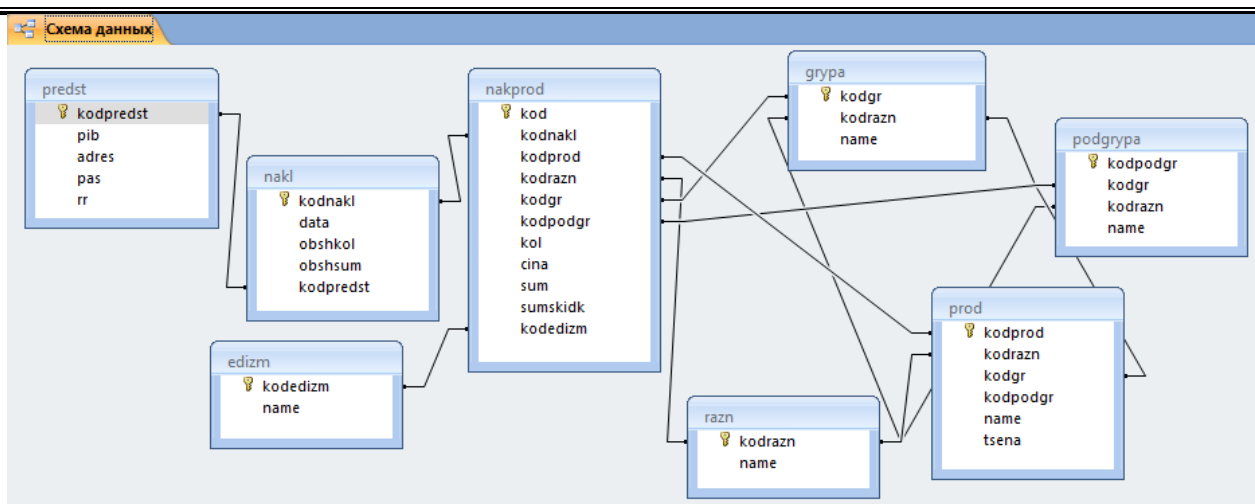 Схема данных
predst
kodpredst
pib
adres
pas
rr
nakl
kodnakl
data
obshkol
obshsum
kodpredst
edizm
kodedizm
name
nakprod
kod
kodnakl
kodprod
kodrazn
kodgr
kodpodgr
kol
cina
sum
sumskidk
kodedizm
grypa
kodgr
kodrazn
name
podgrypa
kodpodgr
kodgr
kodrazn
name
prod
kodprod
kodrazn
kodgr
kodpodgr
name
tsena
razn
kodrazn
name